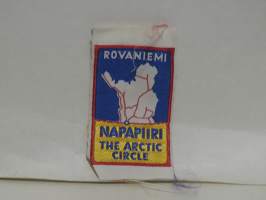 ROVANIEMI
NAPAPIIRI
THE ARCTIC
CIRCLE